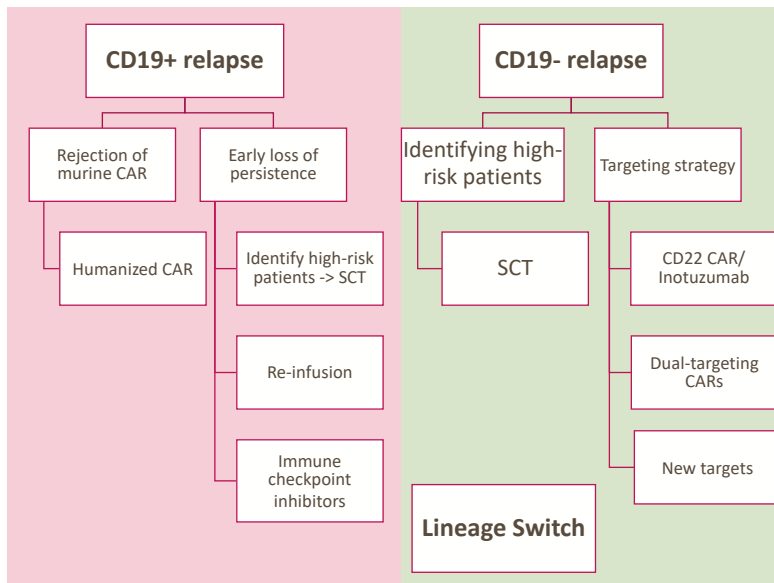 CD19+ relapse
Rejection of
murine CAR
Humanized CAR
Early loss of
persistence
Identify high-risk
patients -> SCT
Re-infusion
Immune
checkpoint
inhibitors
CD19- relapse
Identifying high-
risk patients
SCT
Targeting strategy
CD22 CAR/
Inotuzumab
Dual-targeting
CARs
New targets
Lineage Switch